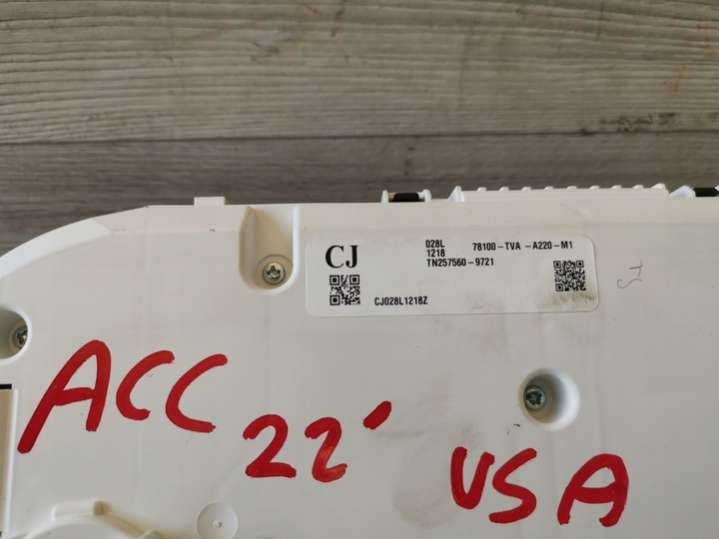 CJ
028L 78100-TVA-A220-M1
1218
TN257560-9721
CJ028L1218Z
ACC 22' USA